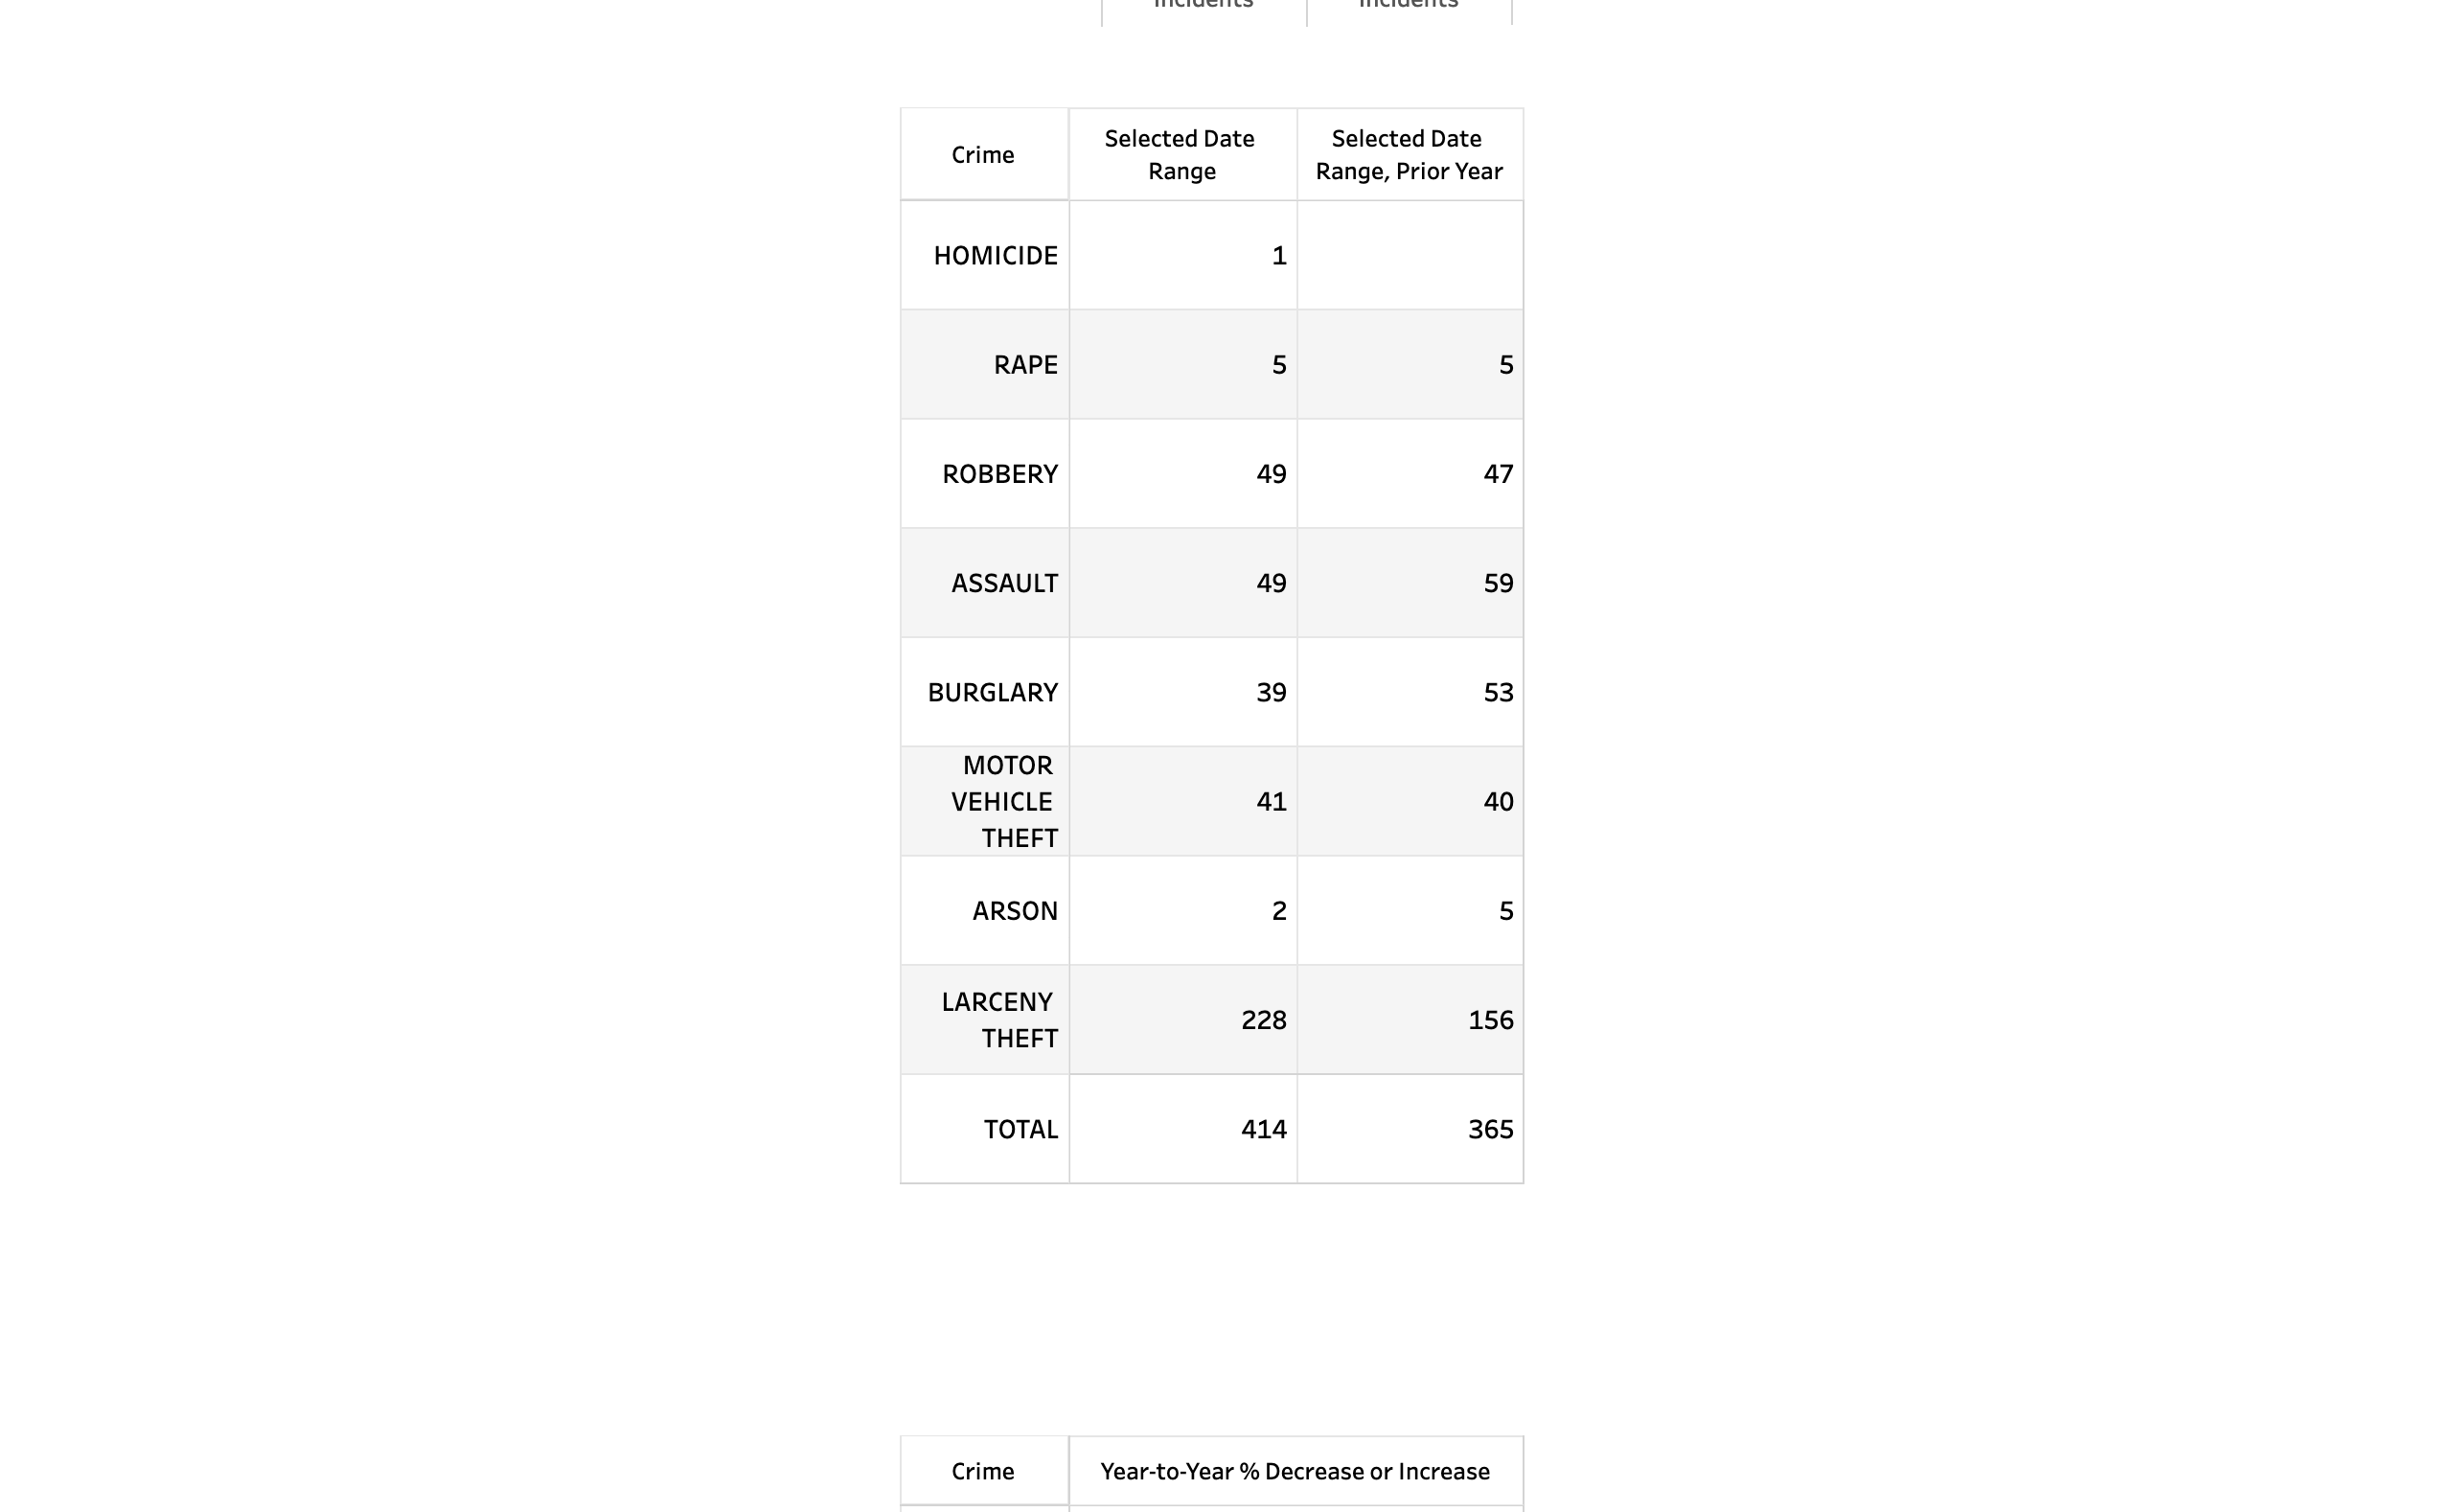 Incidents Incidents
Crime
Selected Date
Range
Selected Date
Range, Prior Year
HOMICIDE 1
RAPE 5 5
ROBBERY 49 47
ASSAULT 49 59
BURGLARY 39 53
MOTOR
VEHICLE
THEFT
41 40
ARSON 2 5
LARCENY
THEFT
228 156
TOTAL 414 365
Crime Year-to-Year % Decrease or Increase